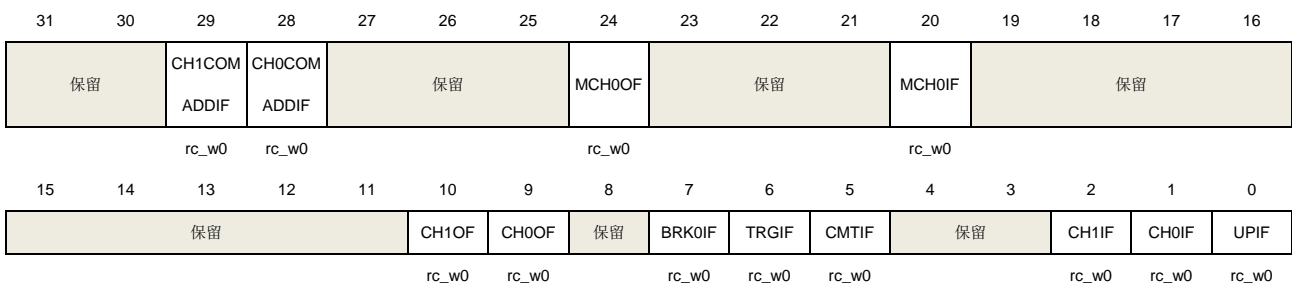 31 30 29 28 27 26 25 24 23 22 21 20 19 18 17 16
保留 CH1COM ADDIF CH0COM ADDIF 保留 MCH0OF 保留 MCH0IF 保留
rc_w0 rc_w0 rc_w0 rc_w0
15 14 13 12 11 10 9 8 7 6 5 4 3 2 1 0
保留 CH1OF CH0OF 保留 BRK0IF TRGIF CMTIF 保留 CH1IF CH0IF UPIF
rc_w0 rc_w0 rc_w0 rc_w0 rc_w0 rc_w0 rc_w0 rc_w0